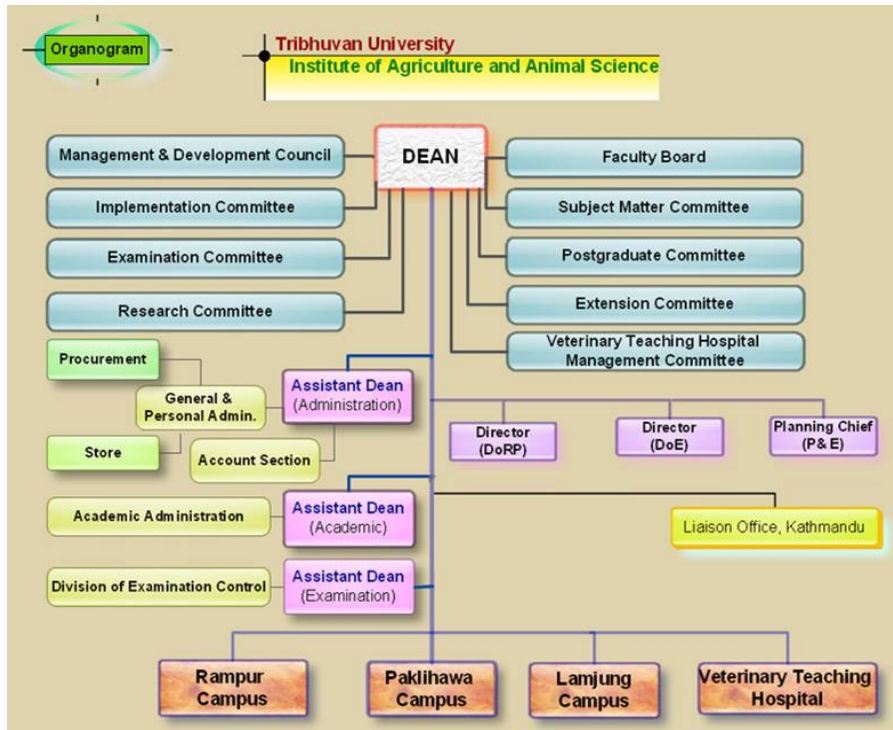 Organogram
Tribhuvan University
Institute of Agriculture and Animal Science
DEAN
Management & Development Council
Implementation Committee
Examination Committee
Research Committee
Faculty Board
Subject Matter Committee
Postgraduate Committee
Extension Committee
Veterinary Teaching Hospital
Management Committee
Procurement
General &
Personal Admin.
Store
Account Section
Assistant Dean
(Administration)
Director
(DoRP)
Director
(DoE)
Planning Chief
(P& E)
Academic Administration
Assistant Dean
(Academic)
Liaison Office, Kathmandu
Division of Examination Control
Assistant Dean
(Examination)
Rampur
Campus
Paklihawa
Campus
Lamjung
Campus
Veterinary Teaching
Hospital